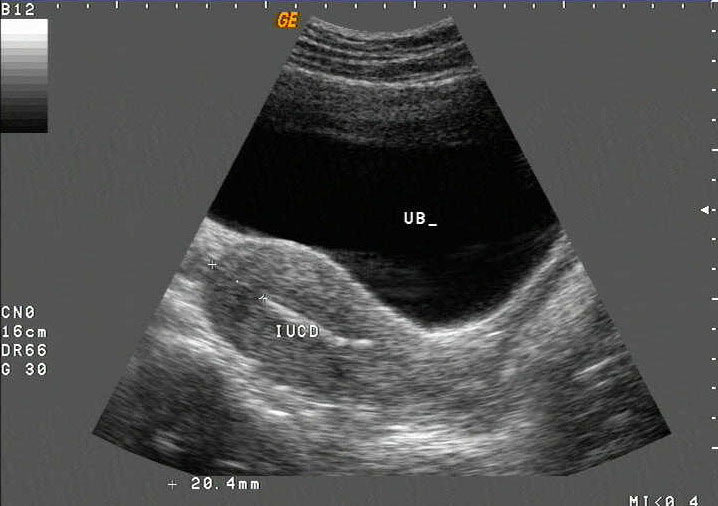 B12
GE
UB_
IUCD
CN0
16cm
DR66
G 30
+ 20.4mm
MI<0.4